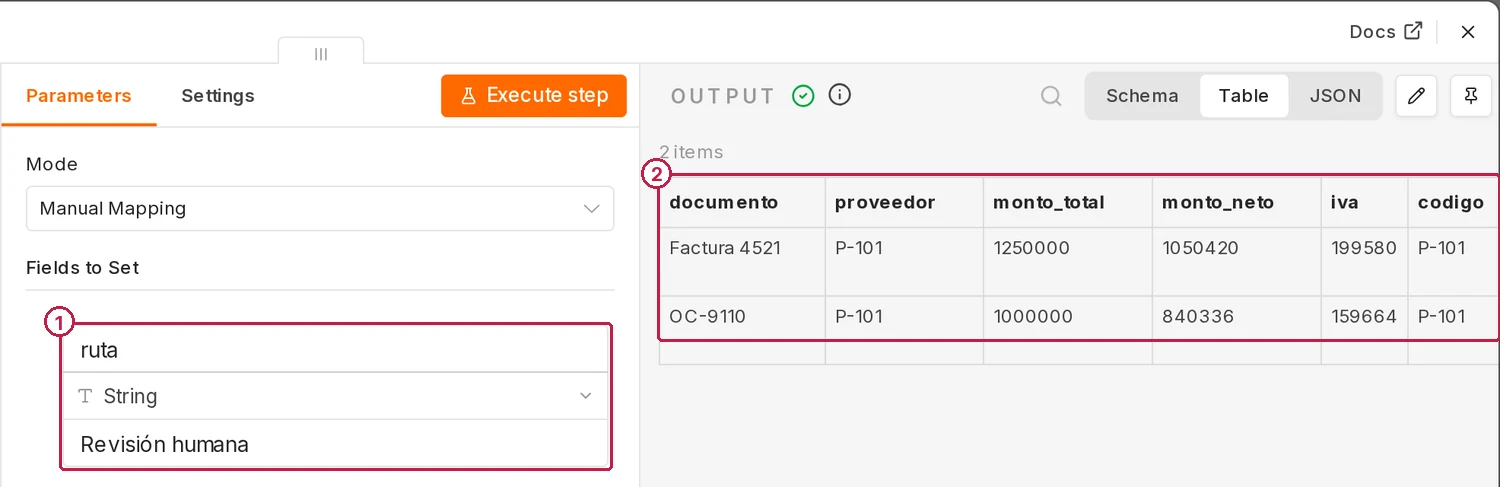 Docs
Parameters Settings Execute step
OUTPUT Schema Table JSON
Mode
2 items
Manual Mapping
Fields to Set
2
documento proveedor monto_total monto_neto iva codigo
Factura 4521 P-101 1250000 1050420 199580 P-101
OC-9110 P-101 1000000 840336 159664 P-101
1
ruta
T String
Revisión humana